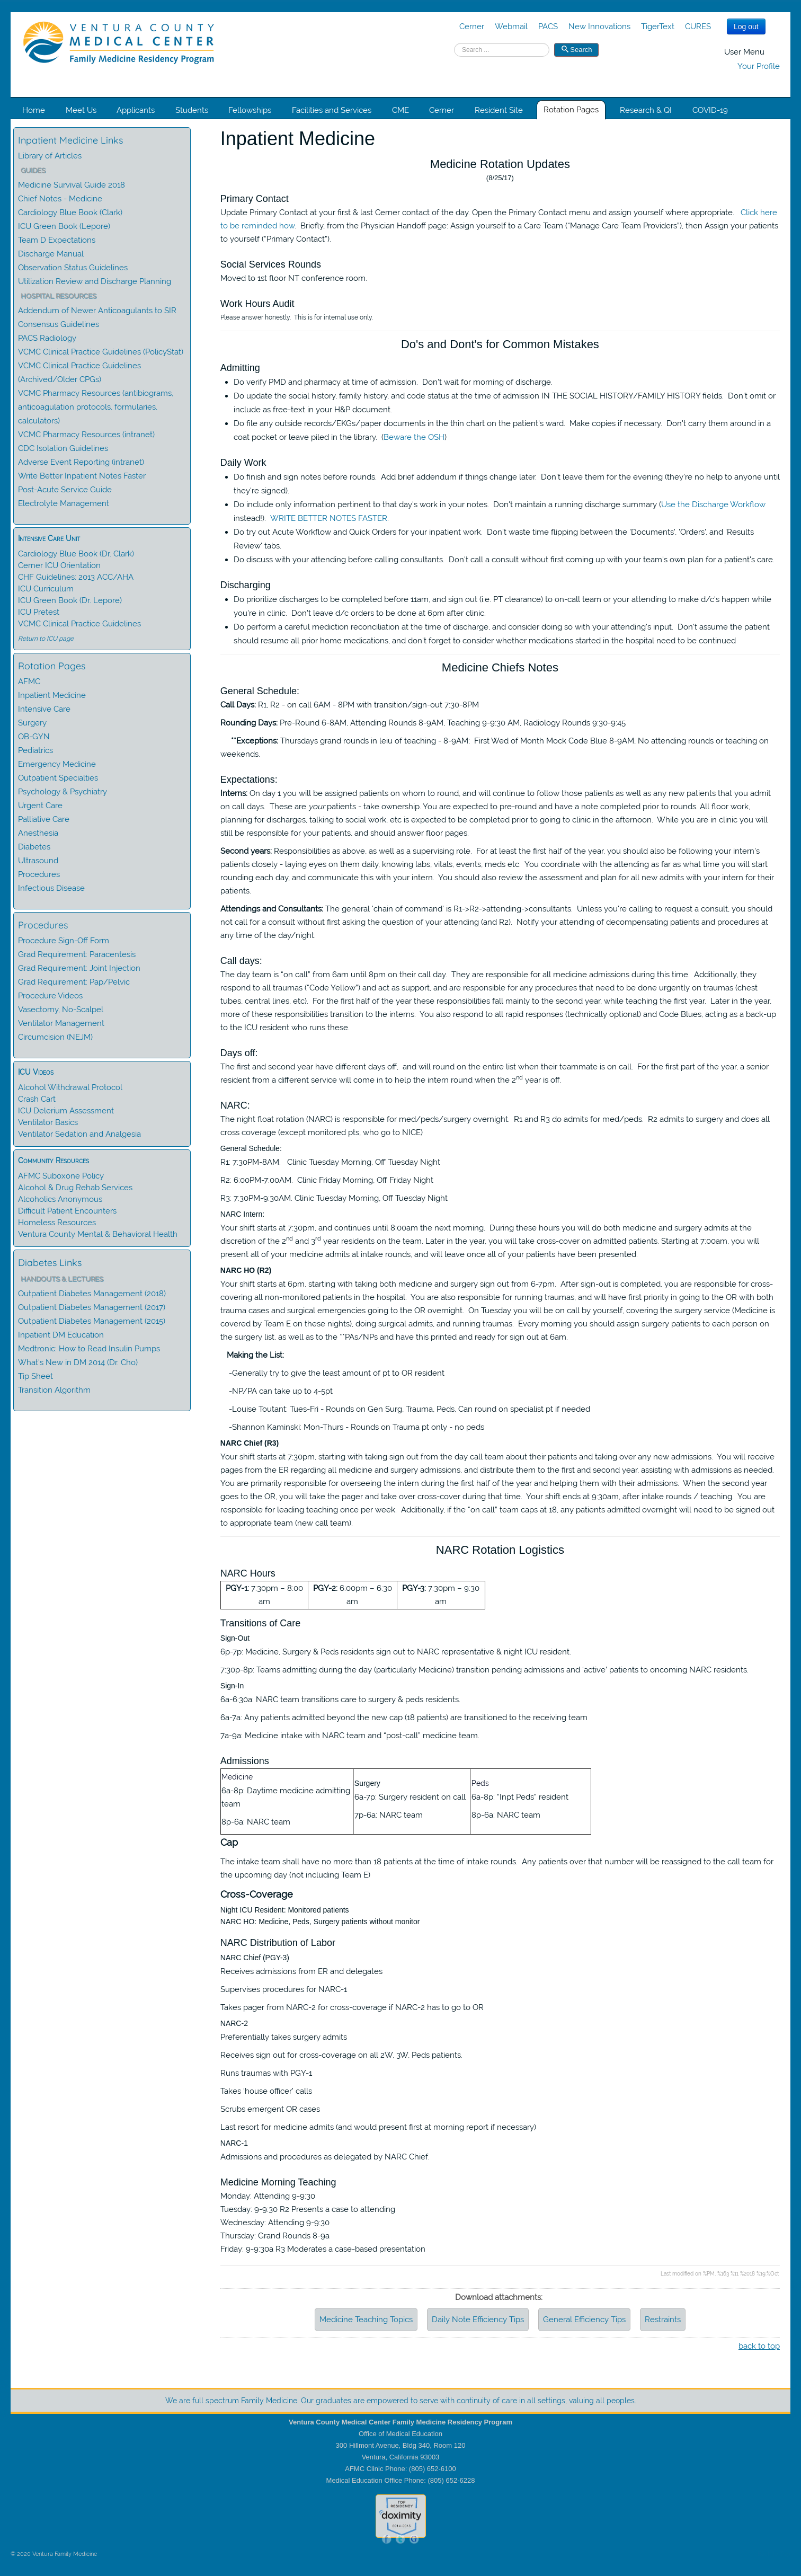 VENTURA COUNTY
MEDICAL CENTER
Family Medicine Residency Program
Cerner Webmail PACS New Innovations TigerText CURES
Log out
Search ...
Search
User Menu
Your Profile
Home Meet Us Applicants Students Fellowships Facilities and Services CME Cerner Resident Site Rotation Pages Research & QI COVID-19
Inpatient Medicine Links
Library of Articles
GUIDES
Medicine Survival Guide 2018
Chief Notes - Medicine
Cardiology Blue Book (Clark)
ICU Green Book (Lepore)
Team D Expectations
Discharge Manual
Observation Status Guidelines
Utilization Review and Discharge Planning
HOSPITAL RESOURCES
Addendum of Newer Anticoagulants to SIR
Consensus Guidelines
PACS Radiology
VCMC Clinical Practice Guidelines (PolicyStat)
VCMC Clinical Practice Guidelines
(Archived/Older CPGs)
VCMC Pharmacy Resources (antibiograms,
anticoagulation protocols, formularies,
calculators)
VCMC Pharmacy Resources (intranet)
CDC Isolation Guidelines
Adverse Event Reporting (intranet)
Write Better Inpatient Notes Faster
Post-Acute Service Guide
Electrolyte Management
Intensive Care Unit
Cardiology Blue Book (Dr. Clark)
Cerner ICU Orientation
CHF Guidelines: 2013 ACC/AHA
ICU Curriculum
ICU Green Book (Dr. Lepore)
ICU Pretest
VCMC Clinical Practice Guidelines
Return to ICU page
Rotation Pages
AFMC
Inpatient Medicine
Intensive Care
Surgery
OB-GYN
Pediatrics
Emergency Medicine
Outpatient Specialties
Psychology & Psychiatry
Urgent Care
Palliative Care
Anesthesia
Diabetes
Ultrasound
Procedures
Infectious Disease
Procedures
Procedure Sign-Off Form
Grad Requirement: Paracentesis
Grad Requirement: Joint Injection
Grad Requirement: Pap/Pelvic
Procedure Videos
Vasectomy, No-Scalpel
Ventilator Management
Circumcision (NEJM)
ICU Videos
Alcohol Withdrawal Protocol
Crash Cart
ICU Delerium Assessment
Ventilator Basics
Ventilator Sedation and Analgesia
Community Resources
AFMC Suboxone Policy
Alcohol & Drug Rehab Services
Alcoholics Anonymous
Difficult Patient Encounters
Homeless Resources
Ventura County Mental & Behavioral Health
Diabetes Links
HANDOUTS & LECTURES
Outpatient Diabetes Management (2018)
Outpatient Diabetes Management (2017)
Outpatient Diabetes Management (2015)
Inpatient DM Education
Medtronic: How to Read Insulin Pumps
What's New in DM 2014 (Dr. Cho)
Tip Sheet
Transition Algorithm
Inpatient Medicine
Medicine Rotation Updates
(8/25/17)
Primary Contact
Update Primary Contact at your first & last Cerner contact of the day. Open the Primary Contact menu and assign yourself where appropriate. Click here
to be reminded how. Briefly, from the Physician Handoff page: Assign yourself to a Care Team ("Manage Care Team Providers"), then Assign your patients
to yourself ("Primary Contact").
Social Services Rounds
Moved to 1st floor NT conference room.
Work Hours Audit
Please answer honestly. This is for internal use only.
Do's and Dont's for Common Mistakes
Admitting
• Do verify PMD and pharmacy at time of admission. Don't wait for morning of discharge.
• Do update the social history, family history, and code status at the time of admission IN THE SOCIAL HISTORY/FAMILY HISTORY fields. Don't omit or
include as free-text in your H&P document.
• Do file any outside records/EKGs/paper documents in the thin chart on the patient's ward. Make copies if necessary. Don't carry them around in a
coat pocket or leave piled in the library. (Beware the OSH)
Daily Work
• Do finish and sign notes before rounds. Add brief addendum if things change later. Don't leave them for the evening (they're no help to anyone until
they're signed).
• Do include only information pertinent to that day's work in your notes. Don't maintain a running discharge summary (Use the Discharge Workflow
instead!). WRITE BETTER NOTES FASTER.
• Do try out Acute Workflow and Quick Orders for your inpatient work. Don't waste time flipping between the 'Documents', 'Orders', and 'Results
Review' tabs.
• Do discuss with your attending before calling consultants. Don't call a consult without first coming up with your team's own plan for a patient's care.
Discharging
• Do prioritize discharges to be completed before 11am, and sign out (i.e. PT clearance) to on-call team or your attending to make d/c's happen while
you're in clinic. Don't leave d/c orders to be done at 6pm after clinic.
• Do perform a careful medication reconciliation at the time of discharge, and consider doing so with your attending's input. Don't assume the patient
should resume all prior home medications, and don't forget to consider whether medications started in the hospital need to be continued
Medicine Chiefs Notes
General Schedule:
Call Days: R1, R2 - on call 6AM - 8PM with transition/sign-out 7:30-8PM
Rounding Days: Pre-Round 6-8AM, Attending Rounds 8-9AM, Teaching 9-9:30 AM, Radiology Rounds 9:30-9:45
**Exceptions: Thursdays grand rounds in leiu of teaching - 8-9AM; First Wed of Month Mock Code Blue 8-9AM, No attending rounds or teaching on
weekends.
Expectations:
Interns: On day 1 you will be assigned patients on whom to round, and will continue to follow those patients as well as any new patients that you admit
on call days. These are your patients - take ownership. You are expected to pre-round and have a note completed prior to rounds. All floor work,
planning for discharges, talking to social work, etc is expected to be completed prior to going to clinic in the afternoon. While you are in clinic you will
still be responsible for your patients, and should answer floor pages.
Second years: Responsibilities as above, as well as a supervising role. For at least the first half of the year, you should also be following your intern's
patients closely - laying eyes on them daily, knowing labs, vitals, events, meds etc. You coordinate with the attending as far as what time you will start
rounding each day, and communicate this with your intern. You should also review the assessment and plan for all new admits with your intern for their
patients.
Attendings and Consultants: The general 'chain of command' is R1->R2->attending->consultants. Unless you're calling to request a consult, you should
not call a consultant for advice without first asking the question of your attending (and R2). Notify your attending of decompensating patients and procedures at
any time of the day/night.
Call days:
The day team is "on call" from 6am until 8pm on their call day. They are responsible for all medicine admissions during this time. Additionally, they
respond to all traumas ("Code Yellow") and act as support, and are responsible for any procedures that need to be done urgently on traumas (chest
tubes, central lines, etc). For the first half of the year these responsibilities fall mainly to the second year, while teaching the first year. Later in the year,
more of these responsibilities transition to the interns. You also respond to all rapid responses (technically optional) and Code Blues, acting as a back-up
to the ICU resident who runs these.
Days off:
The first and second year have different days off, and will round on the entire list when their teammate is on call. For the first part of the year, a senior
resident from a different service will come in to help the intern round when the 2nd year is off.
NARC:
The night float rotation (NARC) is responsible for med/peds/surgery overnight. R1 and R3 do admits for med/peds. R2 admits to surgery and does all
cross coverage (except monitored pts, who go to NICE)
General Schedule:
R1: 7:30PM-8AM. Clinic Tuesday Morning, Off Tuesday Night
R2: 6:00PM-7:00AM. Clinic Friday Morning, Off Friday Night
R3: 7:30PM-9:30AM. Clinic Tuesday Morning, Off Tuesday Night
NARC Intern:
Your shift starts at 7:30pm, and continues until 8:00am the next morning. During these hours you will do both medicine and surgery admits at the
discretion of the 2nd and 3rd year residents on the team. Later in the year, you will take cross-cover on admitted patients. Starting at 7:00am, you will
present all of your medicine admits at intake rounds, and will leave once all of your patients have been presented.
NARC HO (R2)
Your shift starts at 6pm, starting with taking both medicine and surgery sign out from 6-7pm. After sign-out is completed, you are responsible for cross-
covering all non-monitored patients in the hospital. You are also responsible for running traumas, and will have first priority going to the OR with both
trauma cases and surgical emergencies going to the OR overnight. On Tuesday you will be on call by yourself, covering the surgery service (Medicine is
covered by Team E on these nights), doing surgical admits, and running traumas. Every morning you should assign surgery patients to each person on
the surgery list, as well as to the **PAs/NPs and have this printed and ready for sign out at 6am.
Making the List:
-Generally try to give the least amount of pt to OR resident
-NP/PA can take up to 4-5pt
-Louise Toutant: Tues-Fri - Rounds on Gen Surg, Trauma, Peds, Can round on specialist pt if needed
-Shannon Kaminski: Mon-Thurs - Rounds on Trauma pt only - no peds
NARC Chief (R3)
Your shift starts at 7:30pm, starting with taking sign out from the day call team about their patients and taking over any new admissions. You will receive
pages from the ER regarding all medicine and surgery admissions, and distribute them to the first and second year, assisting with admissions as needed.
You are primarily responsible for overseeing the intern during the first half of the year and helping them with their admissions. When the second year
goes to the OR, you will take the pager and take over cross-cover during that time. Your shift ends at 9:30am, after intake rounds / teaching. You are
responsible for leading teaching once per week. Additionally, if the "on call" team caps at 18, any patients admitted overnight will need to be signed out
to appropriate team (new call team).
NARC Rotation Logistics
NARC Hours
PGY-1: 7:30pm – 8:00 am PGY-2: 6:00pm – 6:30 am PGY-3: 7:30pm – 9:30 am
Transitions of Care
Sign-Out
6p-7p: Medicine, Surgery & Peds residents sign out to NARC representative & night ICU resident.
7:30p-8p: Teams admitting during the day (particularly Medicine) transition pending admissions and 'active' patients to oncoming NARC residents.
Sign-In
6a-6:30a: NARC team transitions care to surgery & peds residents.
6a-7a: Any patients admitted beyond the new cap (18 patients) are transitioned to the receiving team
7a-9a: Medicine intake with NARC team and "post-call" medicine team.
Admissions
Medicine
6a-8p: Daytime medicine admitting
team
8p-6a: NARC team
Surgery
6a-7p: Surgery resident on call
7p-6a: NARC team
Peds
6a-8p: "Inpt Peds" resident
8p-6a: NARC team
Cap
The intake team shall have no more than 18 patients at the time of intake rounds. Any patients over that number will be reassigned to the call team for
the upcoming day (not including Team E)
Cross-Coverage
Night ICU Resident: Monitored patients
NARC HO: Medicine, Peds, Surgery patients without monitor
NARC Distribution of Labor
NARC Chief (PGY-3)
Receives admissions from ER and delegates
Supervises procedures for NARC-1
Takes pager from NARC-2 for cross-coverage if NARC-2 has to go to OR
NARC-2
Preferentially takes surgery admits
Receives sign out for cross-coverage on all 2W, 3W, Peds patients.
Runs traumas with PGY-1
Takes 'house officer' calls
Scrubs emergent OR cases
Last resort for medicine admits (and would present first at morning report if necessary)
NARC-1
Admissions and procedures as delegated by NARC Chief.
Medicine Morning Teaching
Monday: Attending 9-9:30
Tuesday: 9-9:30 R2 Presents a case to attending
Wednesday: Attending 9-9:30
Thursday: Grand Rounds 8-9a
Friday: 9-9:30a R3 Moderates a case-based presentation
Download attachments:
Medicine Teaching Topics Daily Note Efficiency Tips General Efficiency Tips Restraints
back to top
We are full spectrum Family Medicine. Our graduates are empowered to serve with continuity of care in all settings, valuing all peoples.
Ventura County Medical Center Family Medicine Residency Program
Office of Medical Education
300 Hillmont Avenue, Bldg 340, Room 120
Ventura, California 93003
AFMC Clinic Phone: (805) 652-6100
Medical Education Office Phone: (805) 652-6228
TOP
RESIDENCY
doximity
© 2020 Ventura Family Medicine